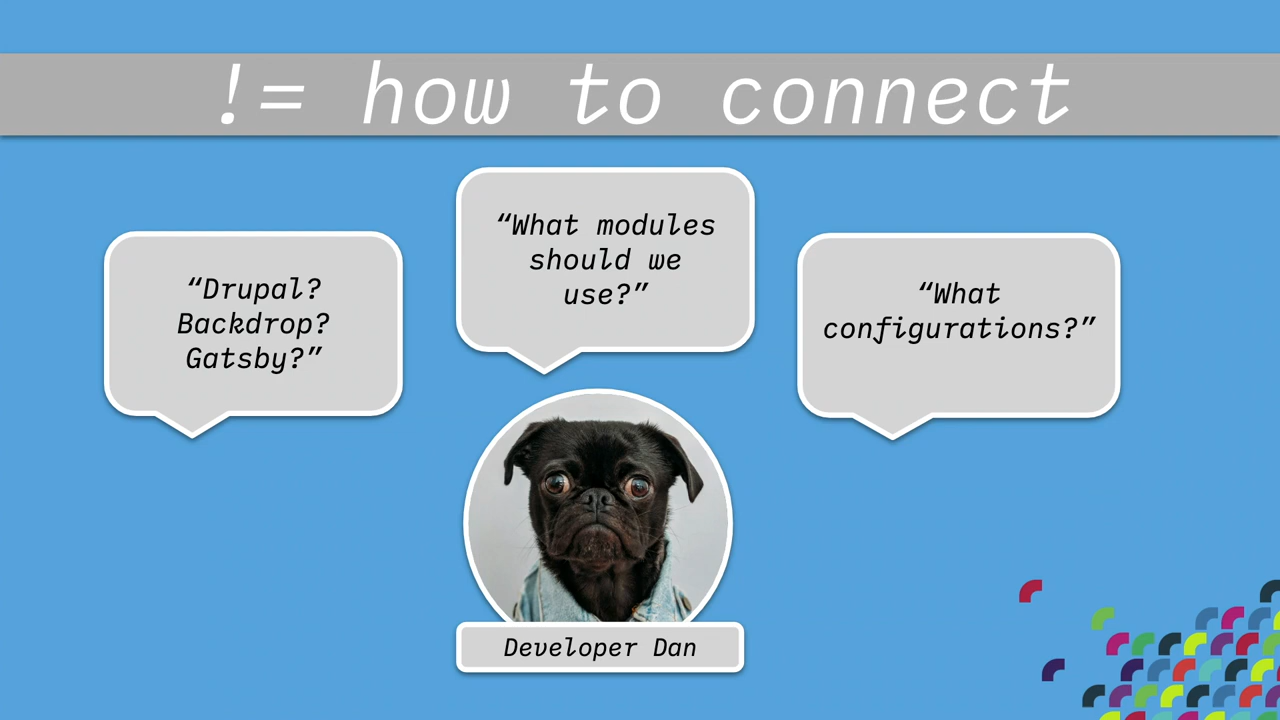 != how to connect
“Drupal?
Backdrop?
Gatsby?”
“What modules
should we
use?”
“What
configurations?”
Developer Dan